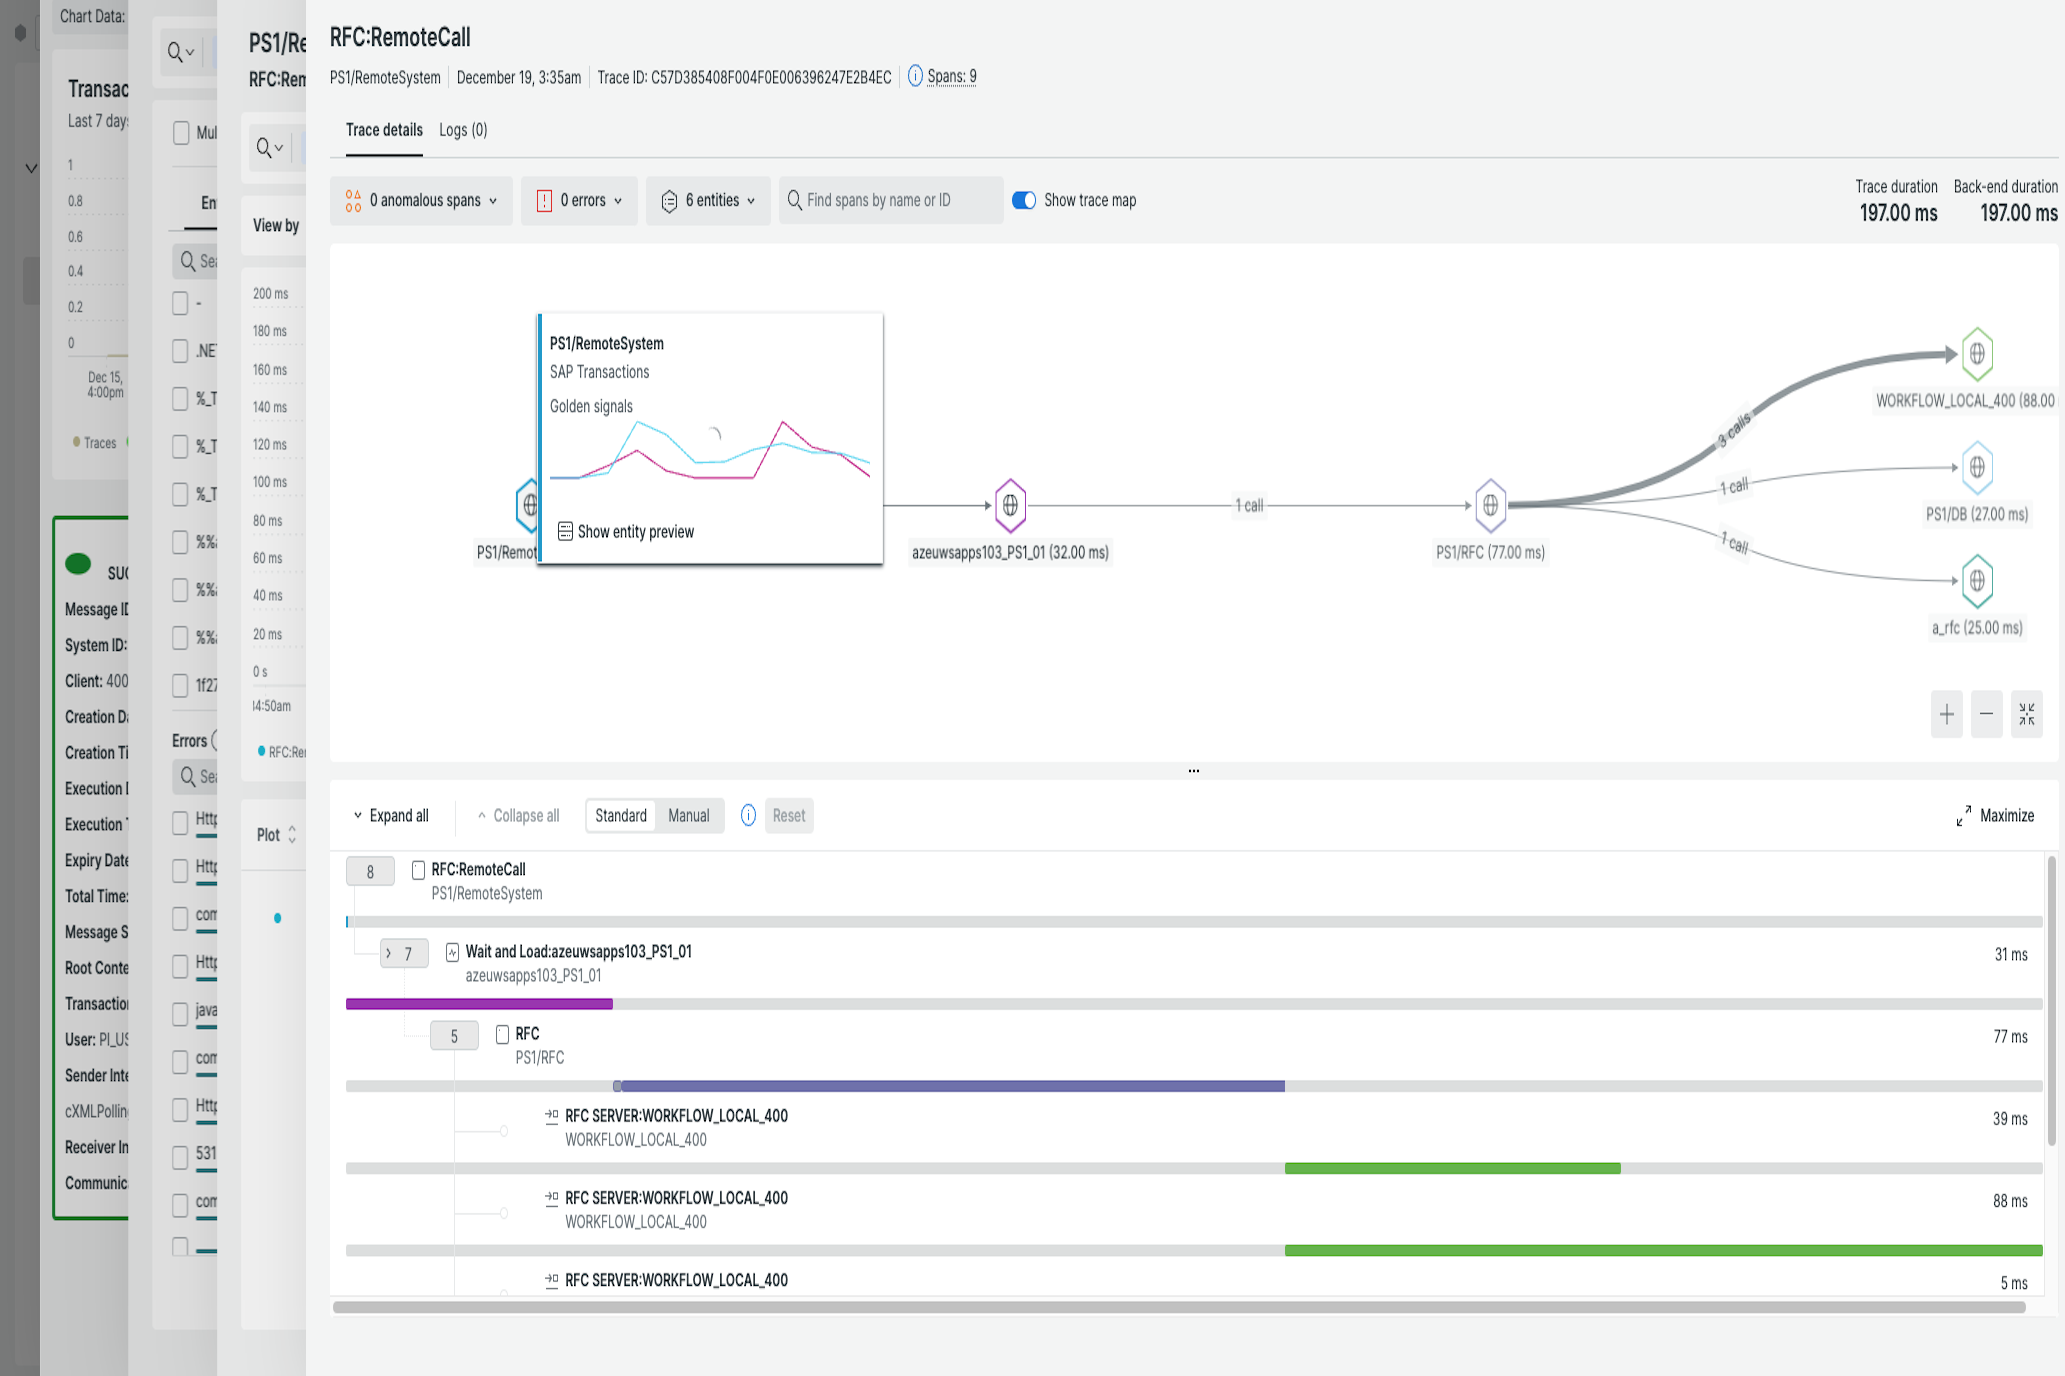 Chart Data:
Transac
Last 7 days
1
0.8
0.6
0.4
0.2
0
Dec 15,
4:00pm
Traces
SUC
Message ID
System ID:
Client: 400
Creation Da
Creation Ti
Execution D
Execution T
Expiry Date
Total Time:
Message S
Root Conte
Transaction
User: PI_US
Sender Inte
cXMLPolling
Receiver In
Communic
Mul
En
Sea
-
.NET
%_T
%_T
%_T
%%a
%%a
%%a
1f27
Errors
Sea
Http
Http
com
Http
java
com
Http
531
com
PS1/Re
RFC:Rem
View by
200 ms
180 ms
160 ms
140 ms
120 ms
100 ms
80 ms
60 ms
40 ms
20 ms
0 s
4:50am
RFC:Rem
Plot
RFC:RemoteCall
PS1/RemoteSystem December 19, 3:35am Trace ID: C57D385408F004F0E006396247E2B4EC Spans: 9
Trace details Logs (0)
0 anomalous spans 0 errors 6 entities Find spans by name or ID Show trace map
Trace duration Back-end duration
197.00 ms 197.00 ms
PS1/RemoteSystem
SAP Transactions
Golden signals
Show entity preview
PS1/Remot
azeuwsapps103_PS1_01 (32.00 ms)
1 call
PS1/RFC (77.00 ms)
3 calls
1 call
1 call
WORKFLOW_LOCAL_400 (88.00
PS1/DB (27.00 ms)
a_rfc (25.00 ms)
Expand all Collapse all Standard Manual Reset Maximize
8 RFC:RemoteCall
PS1/RemoteSystem
7 Wait and Load:azeuwsapps103_PS1_01 31 ms
azeuwsapps103_PS1_01
5 RFC 77 ms
PS1/RFC
RFC SERVER:WORKFLOW_LOCAL_400 39 ms
WORKFLOW_LOCAL_400
RFC SERVER:WORKFLOW_LOCAL_400 88 ms
WORKFLOW_LOCAL_400
RFC SERVER:WORKFLOW_LOCAL_400 5 ms